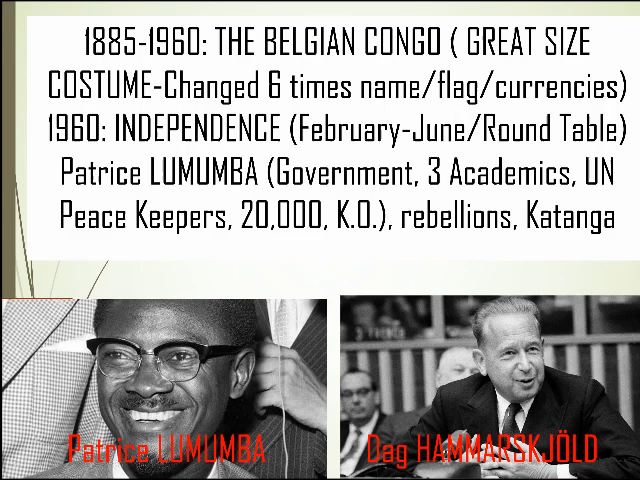 1885-1960: THE BELGIAN CONGO ( GREAT SIZE
COSTUME-Changed 6 times name/flag/currencies)
1960: INDEPENDENCE (February-June/Round Table)
Patrice LUMUMBA (Government, 3 Academics, UN
Peace Keepers, 20,000, K.O.), rebellions, Katanga
Patrice LUMUMBA
Dag HAMMARSKJÖLD